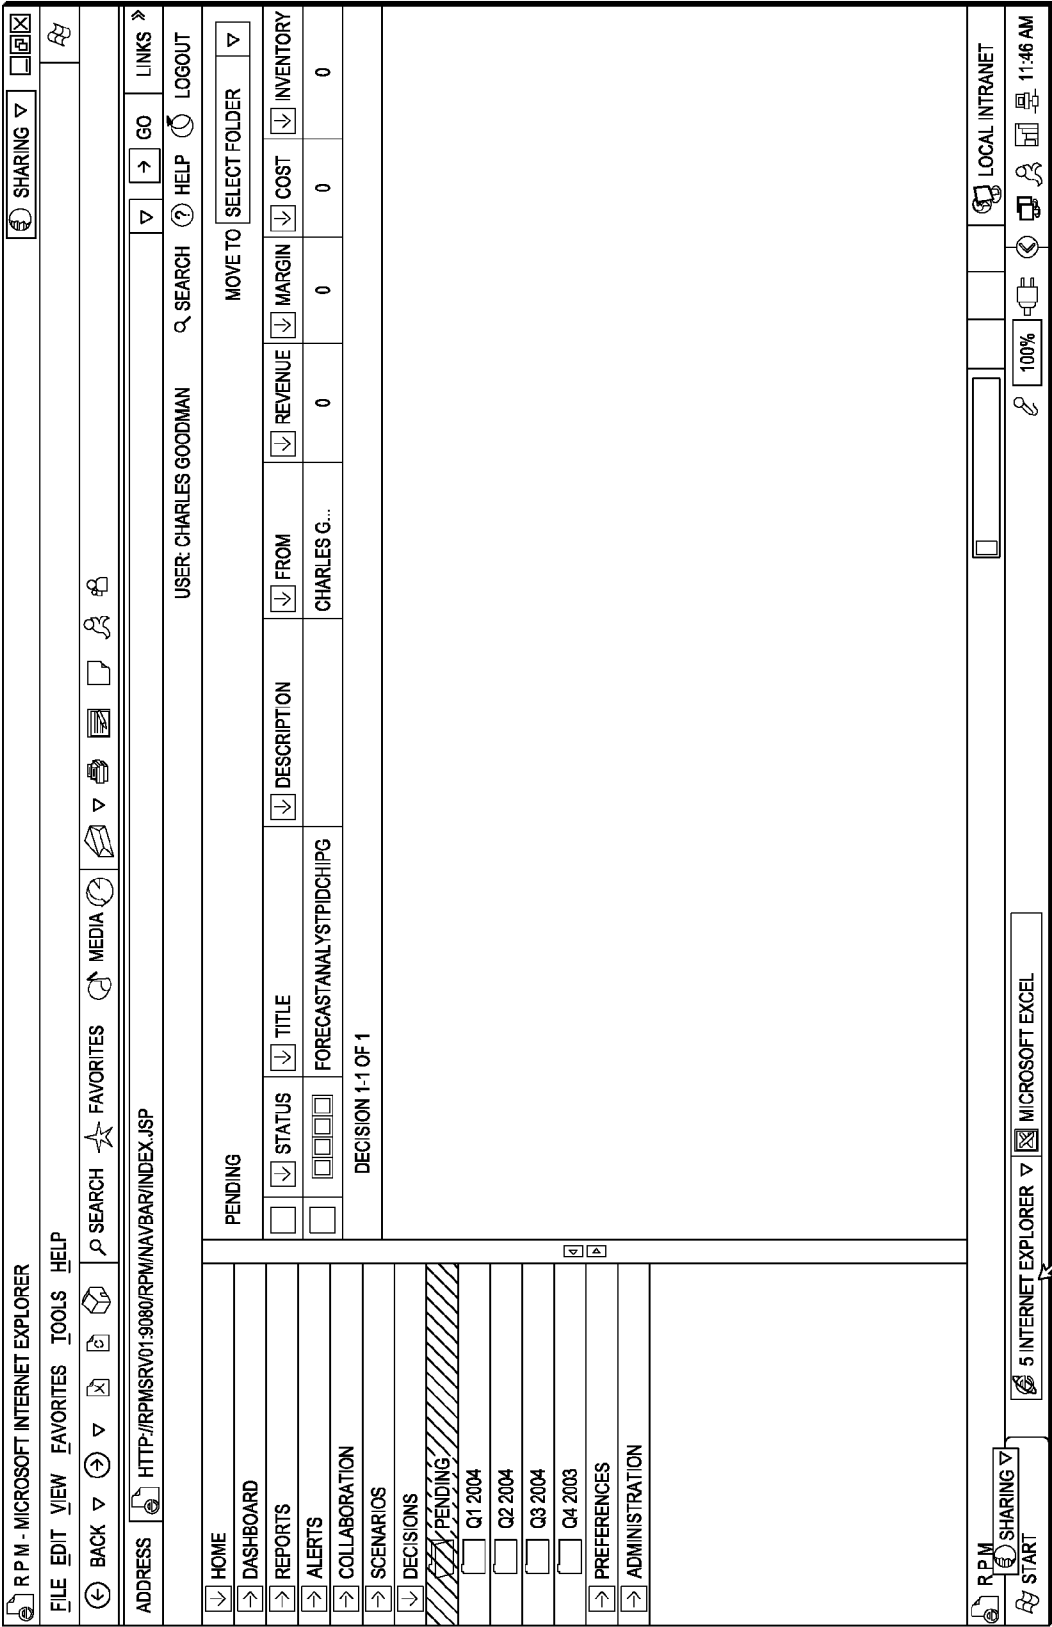 R P M - MICROSOFT INTERNET EXPLORER
SHARING
FILE EDIT VIEW FAVORITES TOOLS HELP
BACK
SEARCH FAVORITES MEDIA
ADDRESS HTTP://RPMSRV01:9080/RPM/NAVBAR/INDEX.JSP GO LINKS »
USER: CHARLES GOODMAN SEARCH ? HELP LOGOUT
HOME
DASHBOARD
REPORTS
ALERTS
COLLABORATION
SCENARIOS
DECISIONS
PENDING
Q1 2004
Q2 2004
Q3 2004
Q4 2003
PREFERENCES
ADMINISTRATION
PENDING MOVE TO SELECT FOLDER
STATUS TITLE DESCRIPTION FROM REVENUE MARGIN COST INVENTORY
FORECASTANALYSTPIDCHIPG CHARLES G... 0 0 0 0
DECISION 1-1 OF 1
R P M LOCAL INTRANET
SHARING
START 5 INTERNET EXPLORER MICROSOFT EXCEL 100% 11:46 AM